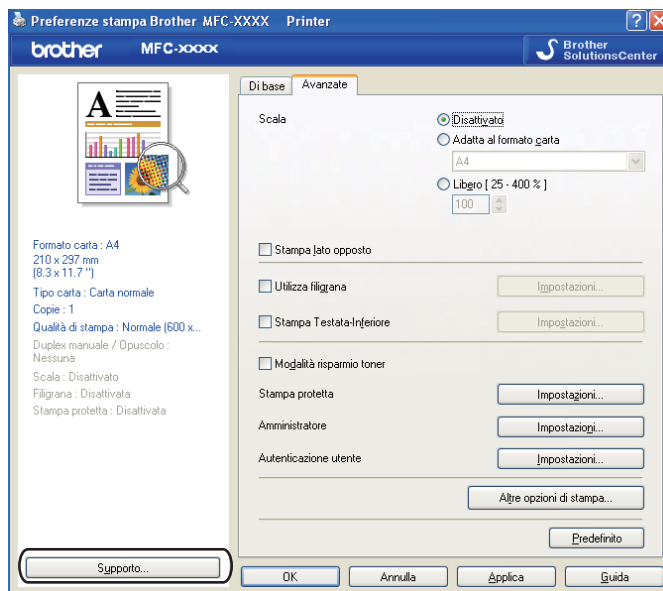 Preferenze stampa Brother MFC-XXXX Printer
brother MFC-xxxx
Brother
SolutionsCenter
A
Formato carta : A4
210 x 297 mm
(8.3 x 11.7 ")
Tipo carta : Carta normale
Copie : 1
Qualità di stampa : Normale (600 x...
Duplex manuale / Opuscolo :
Nessuna
Scala : Disattivato
Filigrana : Disattivata
Stampa protetta : Disattivata
Supporto...
Di base Avanzate
Scala
Disattivato
Adatta al formato carta
A4
Libero [ 25 - 400 % ]
100
Stampa lato opposto
Utilizza filigrana Impostazioni...
Stampa Testata-Inferiore Impostazioni...
Modalità risparmio toner
Stampa protetta Impostazioni...
Amministratore Impostazioni...
Autenticazione utente Impostazioni...
Altre opzioni di stampa...
Predefinito
OK Annulla Applica Guida